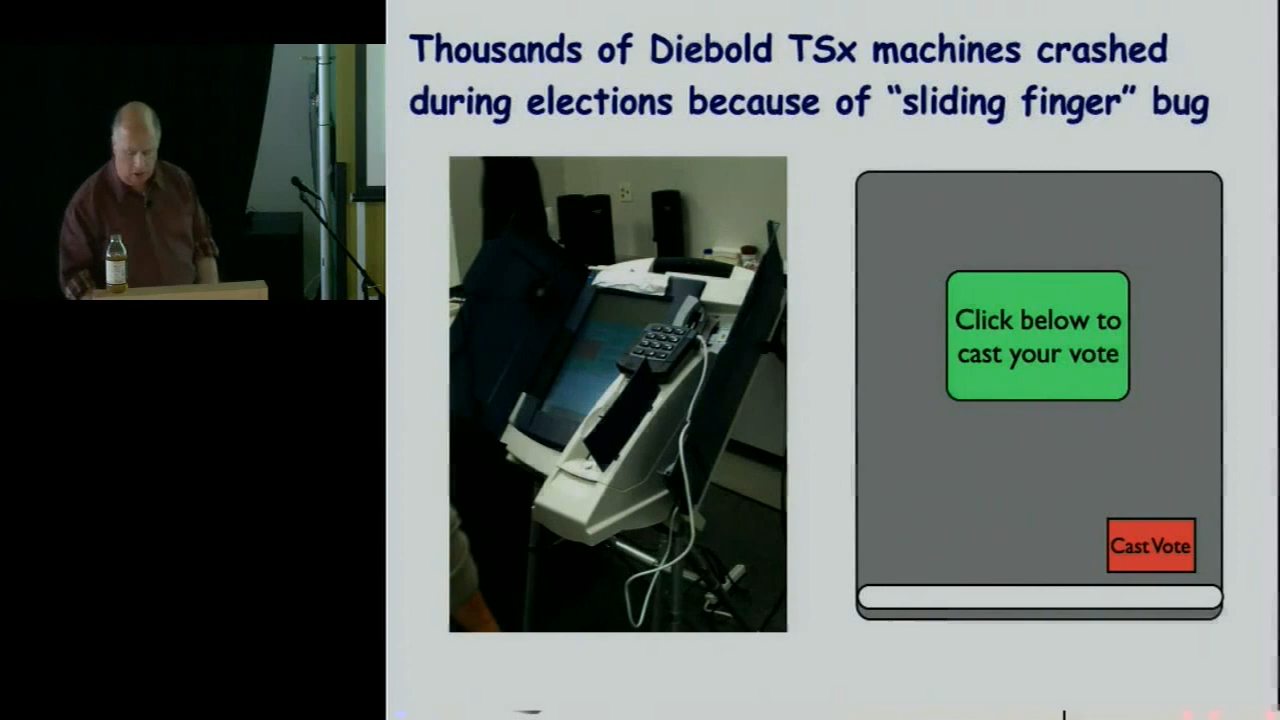 Thousands of Diebold TSx machines crashed
during elections because of “sliding finger” bug
Click below to
cast your vote
Cast Vote